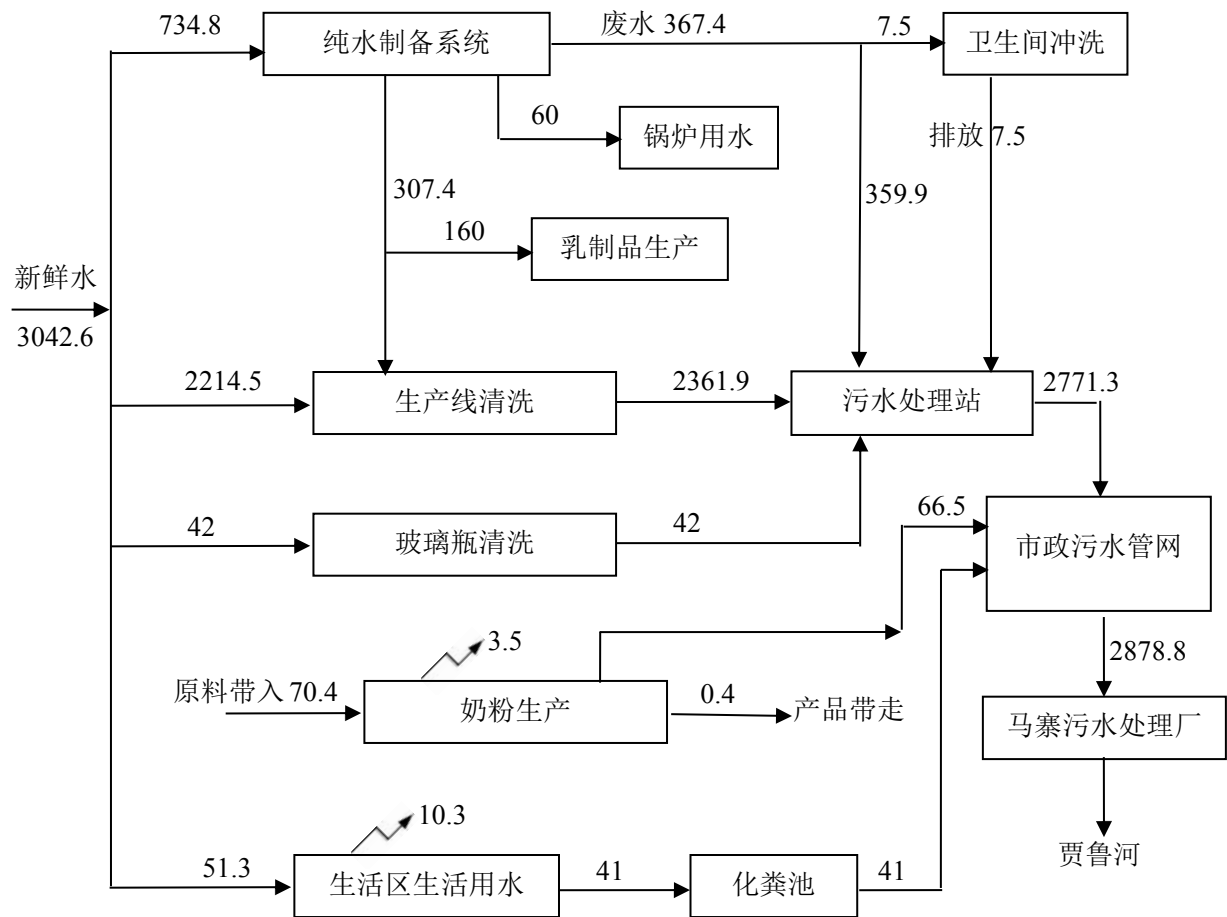 734.8
纯水制备系统
废水 367.4
7.5
卫生间冲洗
60
锅炉用水
排放 7.5
307.4
359.9
160
乳制品生产
新鲜水
3042.6
2214.5
生产线清洗
2361.9
污水处理站
2771.3
42
玻璃瓶清洗
42
66.5
市政污水管网
3.5
2878.8
原料带入 70.4
奶粉生产
0.4
产品带走
马寨污水处理厂
10.3
51.3
生活区生活用水
41
化粪池
41
贾鲁河